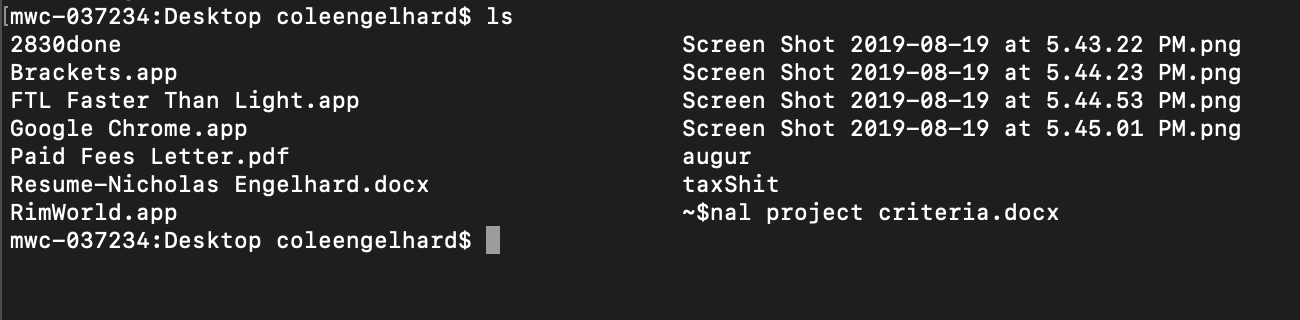 mwc-037234:Desktop coleengelhard$ ls
2830done Screen Shot 2019-08-19 at 5.43.22 PM.png
Brackets.app Screen Shot 2019-08-19 at 5.44.23 PM.png
FTL Faster Than Light.app Screen Shot 2019-08-19 at 5.44.53 PM.png
Google Chrome.app Screen Shot 2019-08-19 at 5.45.01 PM.png
Paid Fees Letter.pdf augur
Resume-Nicholas Engelhard.docx taxShit
RimWorld.app ~$nal project criteria.docx
mwc-037234:Desktop coleengelhard$